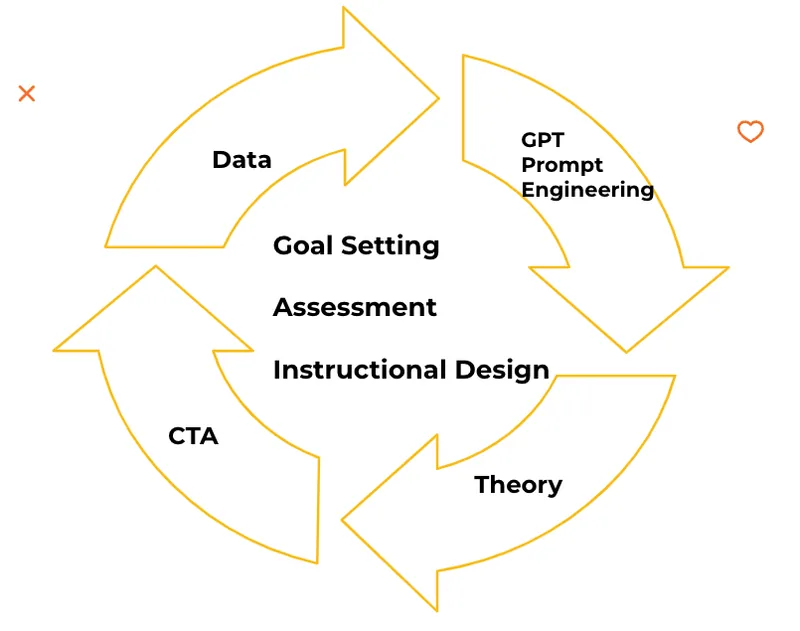 Data
GPT
Prompt
Engineering
Goal Setting
Assessment
Instructional Design
CTA
Theory